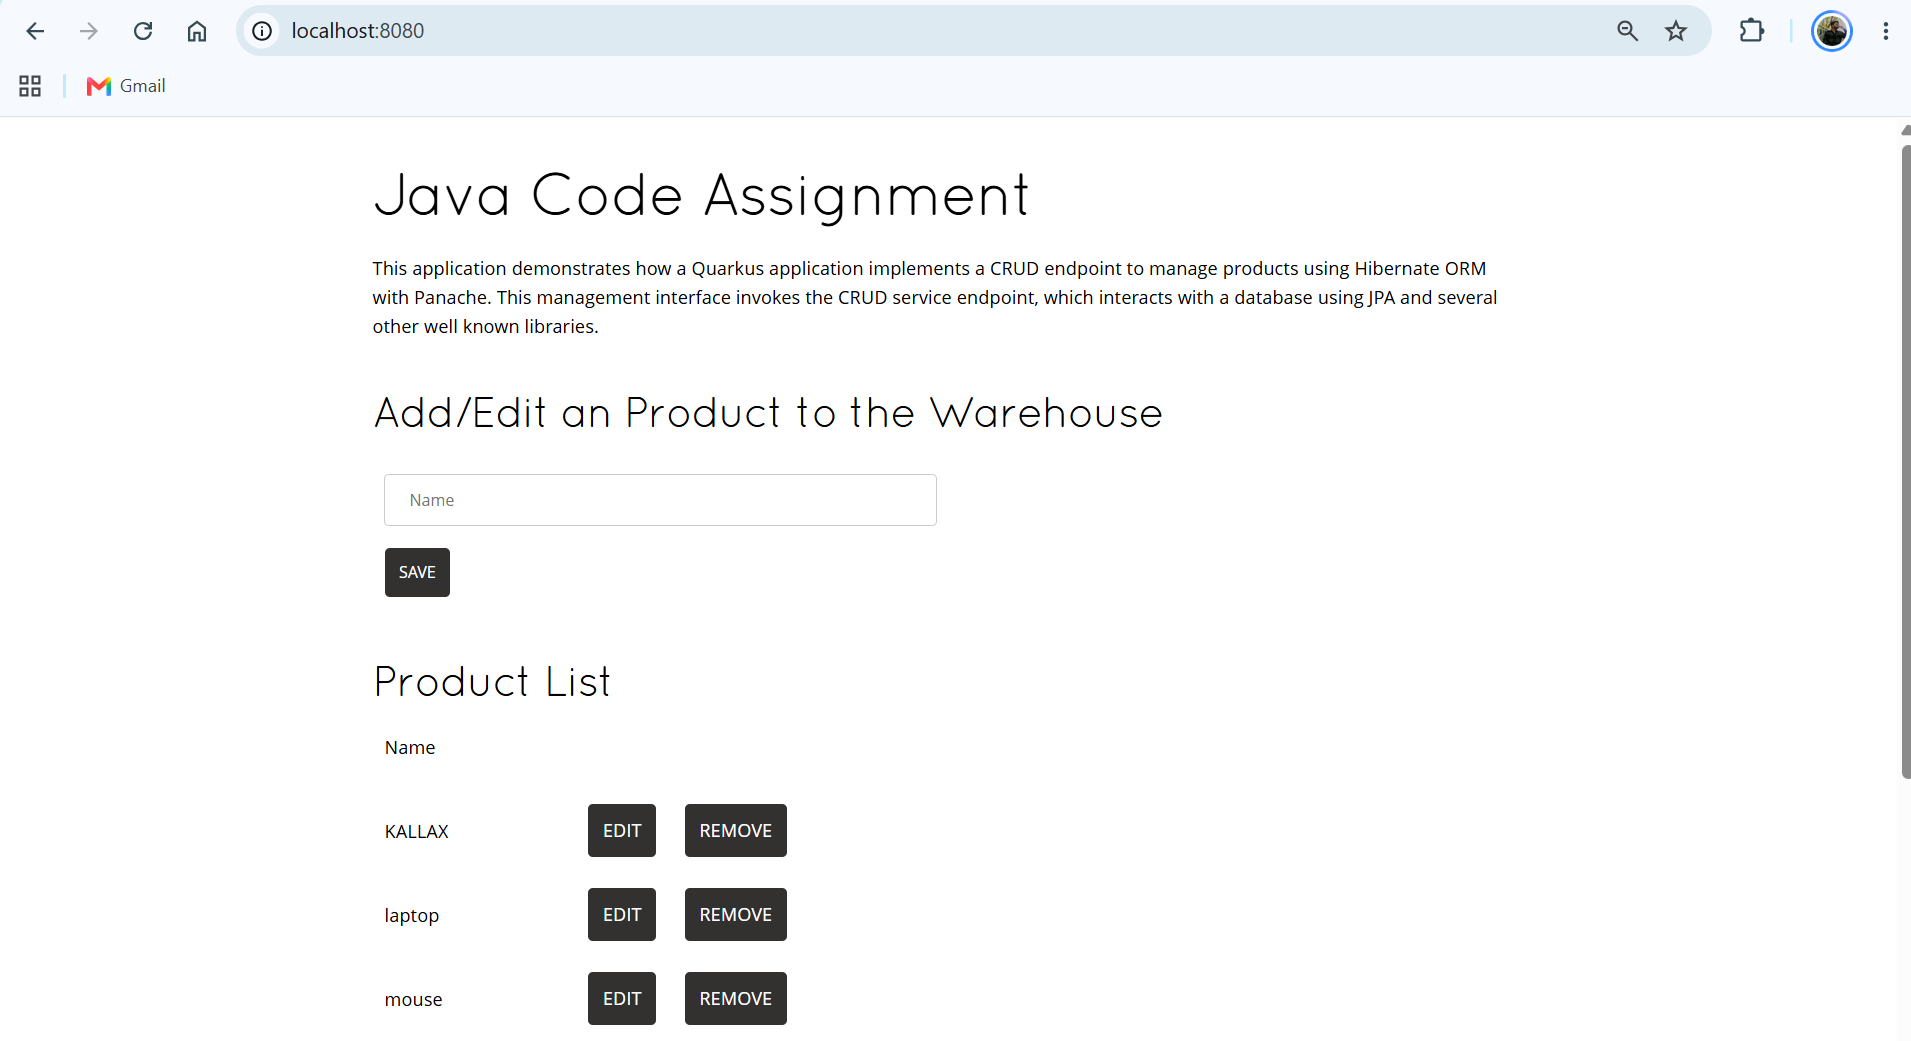 localhost:8080
Gmail
Java Code Assignment
This application demonstrates how a Quarkus application implements a CRUD endpoint to manage products using Hibernate ORM
with Panache. This management interface invokes the CRUD service endpoint, which interacts with a database using JPA and several
other well known libraries.
Add/Edit an Product to the Warehouse
Name
SAVE
Product List
Name
KALLAX EDIT REMOVE
laptop EDIT REMOVE
mouse EDIT REMOVE